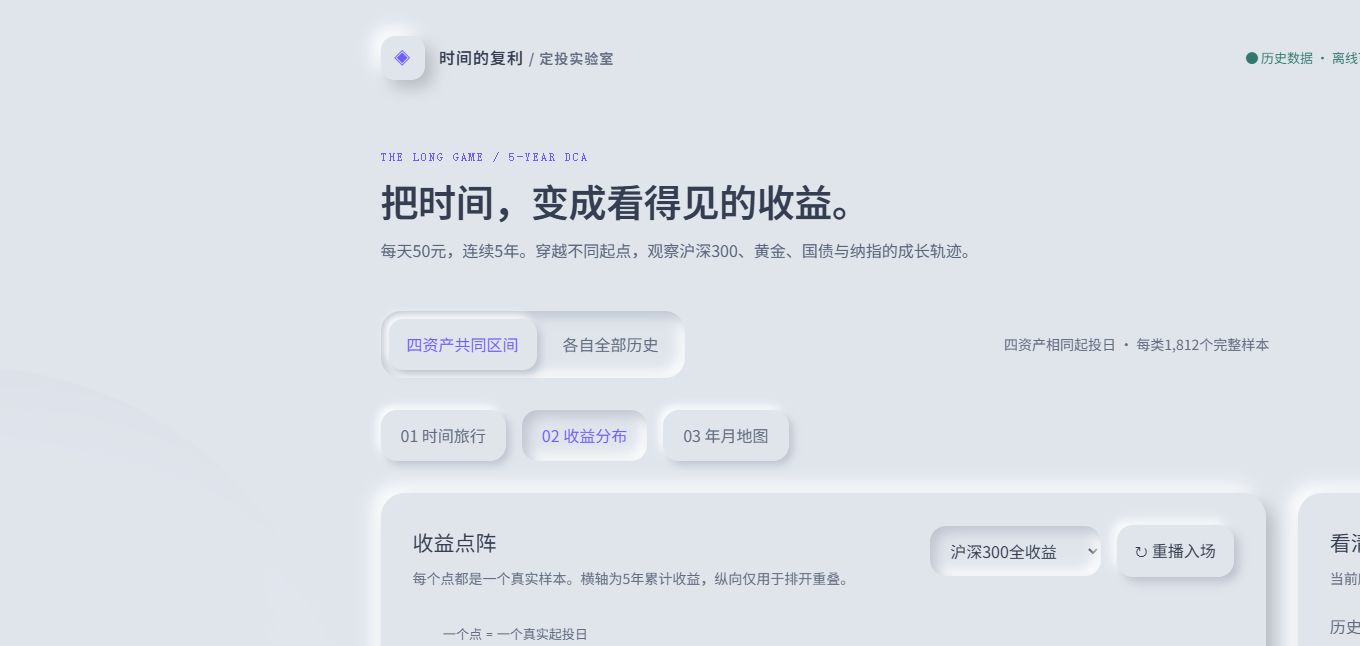 ◈ 时间的复利 / 定投实验室
历史数据 · 离线
THE LONG GAME / 5-YEAR DCA
把时间，变成看得见的收益。
每天50元，连续5年。穿越不同起点，观察沪深300、黄金、国债与纳指的成长轨迹。
四资产共同区间 各自全部历史
四资产相同起投日 · 每类1,812个完整样本
01 时间旅行 02 收益分布 03 年月地图
收益点阵
沪深300全收益
↻ 重播入场
每个点都是一个真实样本。横轴为5年累计收益，纵向仅用于排开重叠。
一个点 = 一个真实起投日
看清
当前
历史